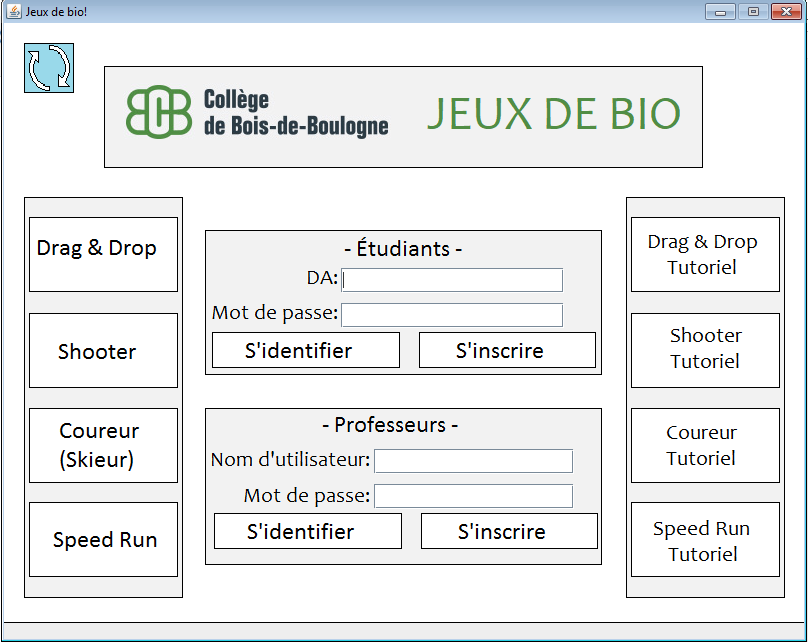 Jeux de bio!
Collège
de Bois-de-Boulogne
JEUX DE BIO
Drag & Drop
Shooter
Coureur
(Skieur)
Speed Run
- Étudiants -
DA:
Mot de passe:
S'identifier
S'inscrire
- Professeurs -
Nom d'utilisateur:
Mot de passe:
S'identifier
S'inscrire
Drag & Drop
Tutoriel
Shooter
Tutoriel
Coureur
Tutoriel
Speed Run
Tutoriel